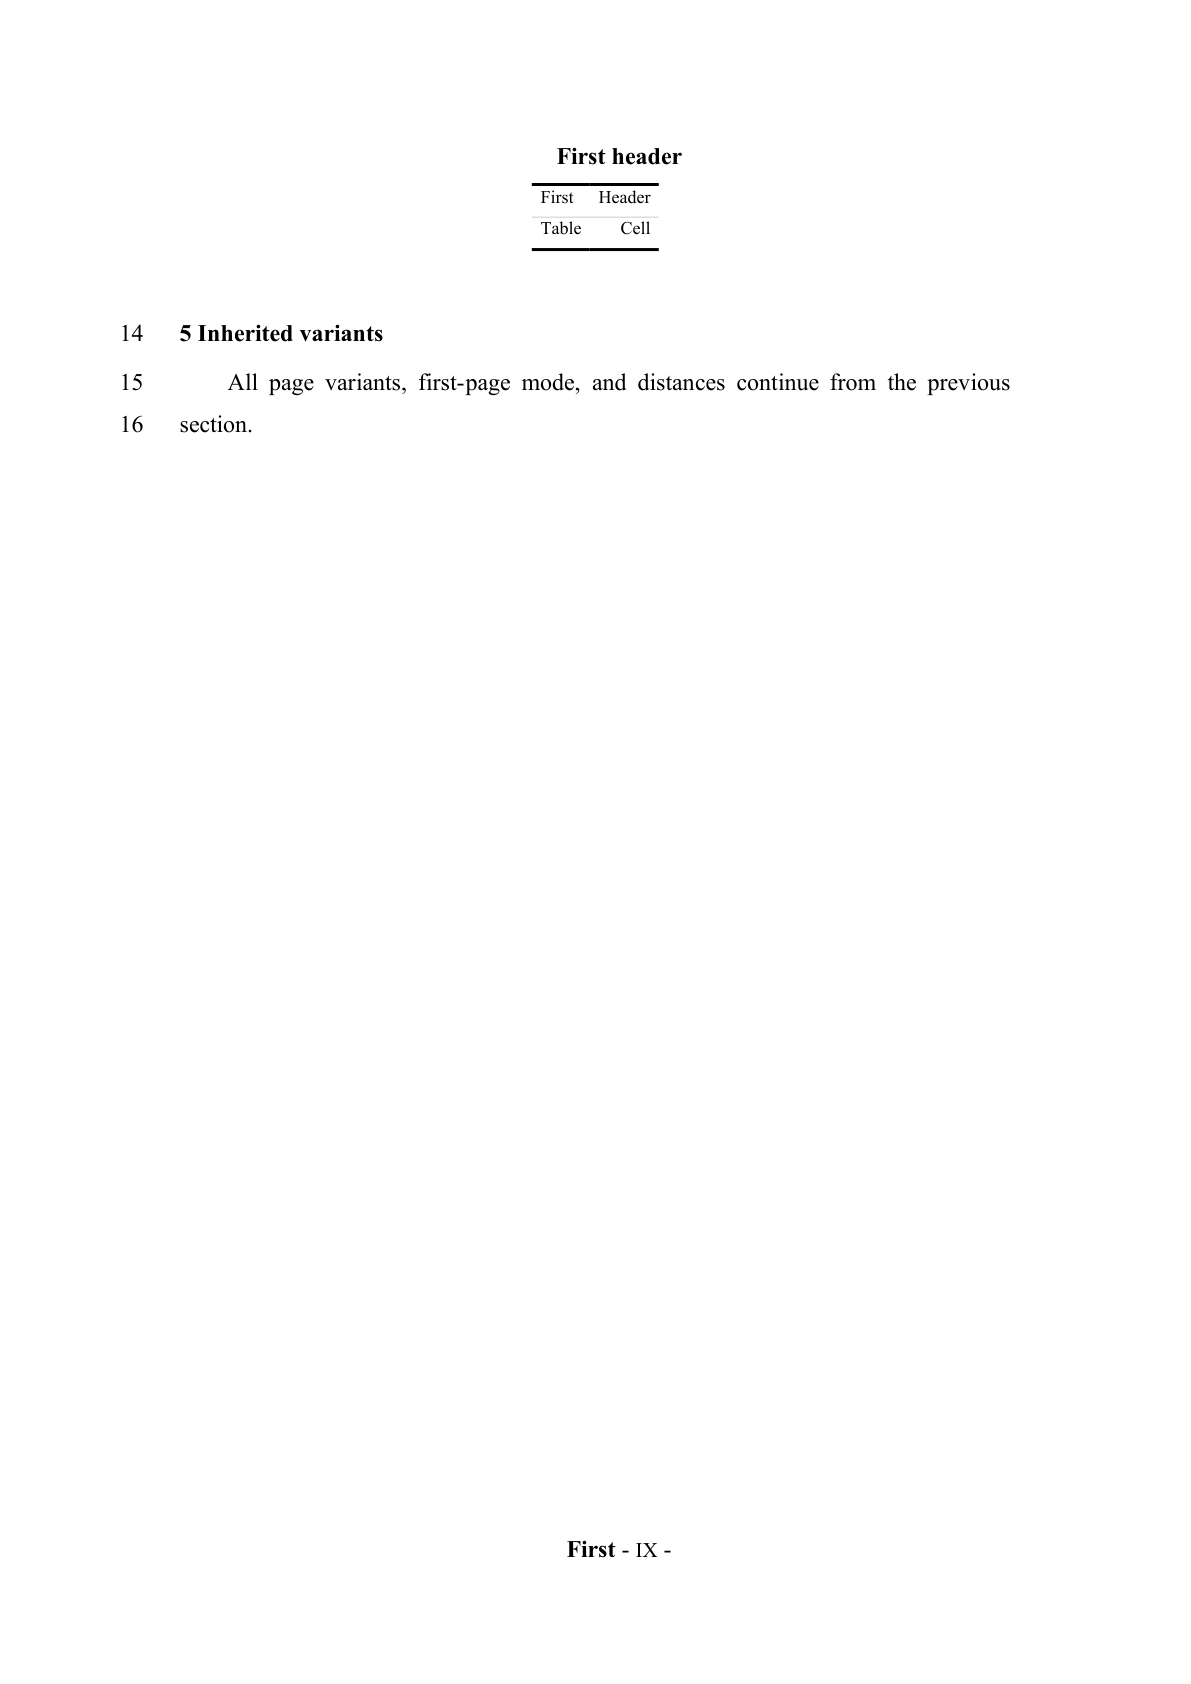 First header
First Header
Table Cell
14 5 Inherited variants
15 All page variants, first-page mode, and distances continue from the previous
16 section.
First - IX -